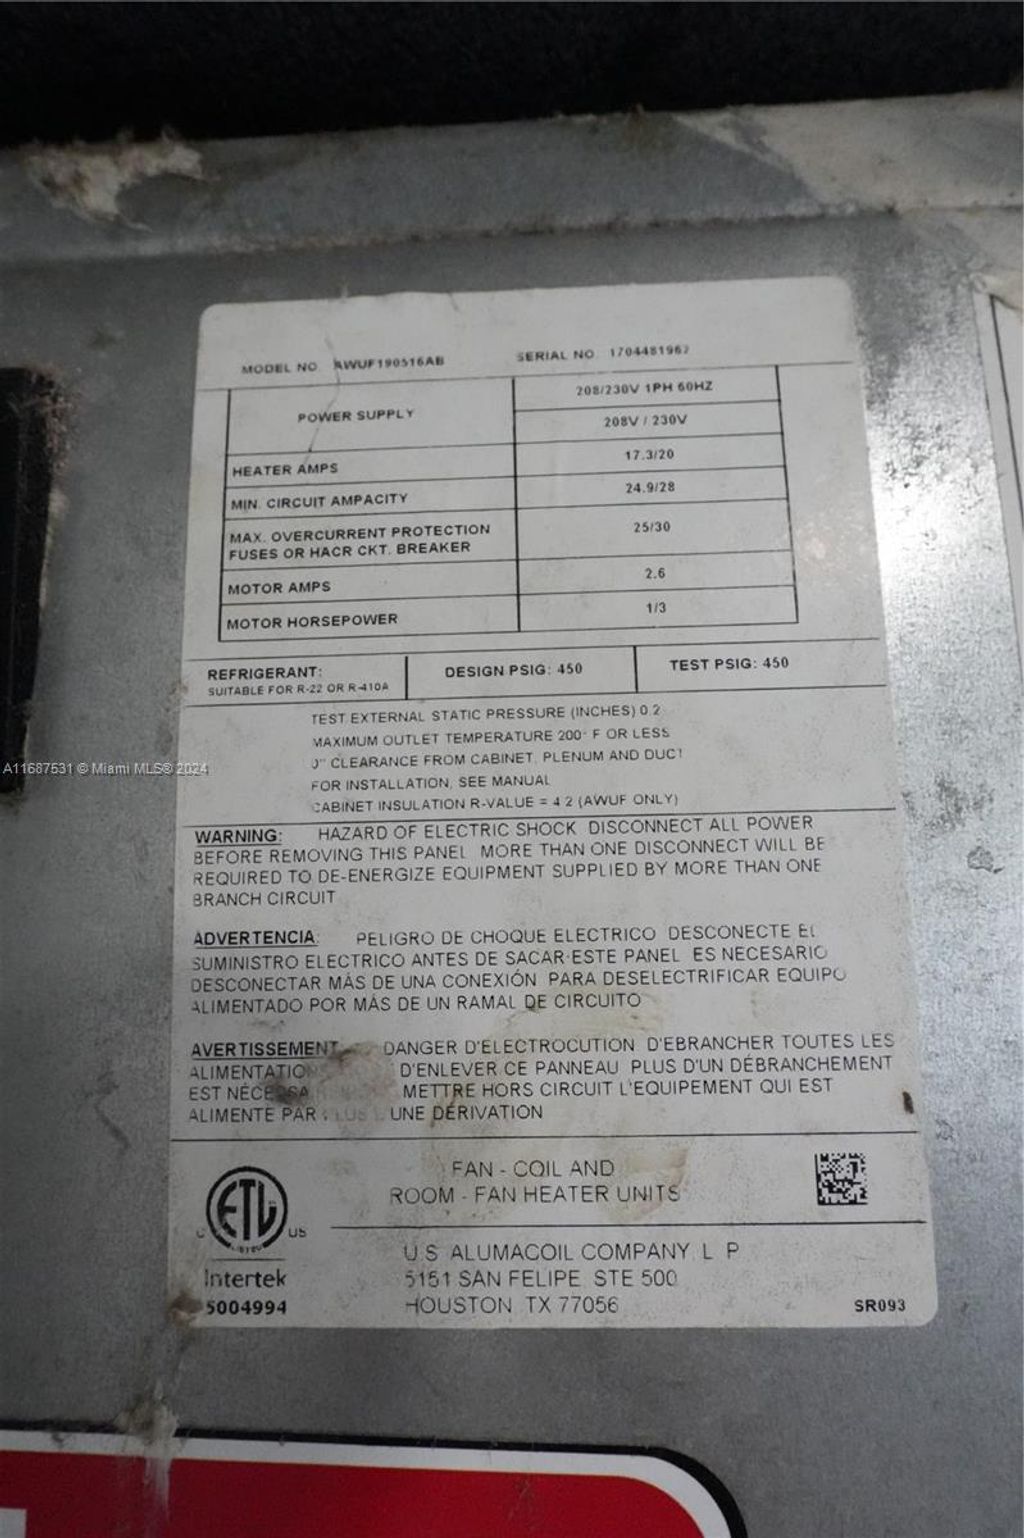 MODEL NO. AWUF190516AB SERIAL NO. 1704481962
POWER SUPPLY
208/230V 1PH 60HZ
208V / 230V
HEATER AMPS 17.3/20
MIN. CIRCUIT AMPACITY 24.9/28
MAX. OVERCURRENT PROTECTION
FUSES OR HACR CKT. BREAKER
25/30
MOTOR AMPS 2.6
MOTOR HORSEPOWER 1/3
REFRIGERANT:
SUITABLE FOR R-22 OR R-410A
DESIGN PSIG: 450
TEST PSIG: 450
TEST EXTERNAL STATIC PRESSURE (INCHES) 0.2
MAXIMUM OUTLET TEMPERATURE 200° F OR LESS
0" CLEARANCE FROM CABINET, PLENUM AND DUCT
FOR INSTALLATION, SEE MANUAL
CABINET INSULATION R-VALUE = 4.2 (AWUF ONLY)
A11687531 © Miami MLS® 2024
WARNING: HAZARD OF ELECTRIC SHOCK DISCONNECT ALL POWER
BEFORE REMOVING THIS PANEL MORE THAN ONE DISCONNECT WILL BE
REQUIRED TO DE-ENERGIZE EQUIPMENT SUPPLIED BY MORE THAN ONE
BRANCH CIRCUIT
ADVERTENCIA: PELIGRO DE CHOQUE ELECTRICO DESCONECTE EL
SUMINISTRO ELECTRICO ANTES DE SACAR ESTE PANEL ES NECESARIO
DESCONECTAR MÁS DE UNA CONEXIÓN PARA DESELECTRIFICAR EQUIPO
ALIMENTADO POR MÁS DE UN RAMAL DE CIRCUITO
AVERTISSEMENT DANGER D'ÉLECTROCUTION D'EBRANCHER TOUTES LES
ALIMENTATIO D'ENLEVER CE PANNEAU PLUS D'UN DÉBRANCHEMENT
EST NÉCESSA METTRE HORS CIRCUIT L'EQUIPEMENT QUI EST
ALIMENTE PAR PLUS UNE DÉRIVATION
FAN - COIL AND
ROOM - FAN HEATER UNITS
ETL
C US
LISTED
Intertek
5004994
U.S. ALUMACOIL COMPANY, L. P.
5151 SAN FELIPE, STE 500
HOUSTON, TX 77056
SR093